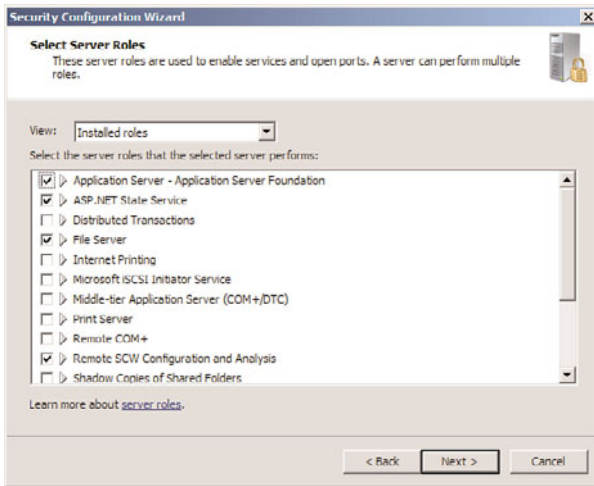 Security Configuration Wizard
Select Server Roles
These server roles are used to enable services and open ports. A server can perform multiple
roles.
View: Installed roles
Select the server roles that the selected server performs:
Application Server - Application Server Foundation
ASP.NET State Service
Distributed Transactions
File Server
Internet Printing
Microsoft iSCSI Initiator Service
Middle-tier Application Server (COM+/DTC)
Print Server
Remote COM+
Remote SCW Configuration and Analysis
Shadow Copies of Shared Folders
Learn more about server roles.
< Back Next > Cancel